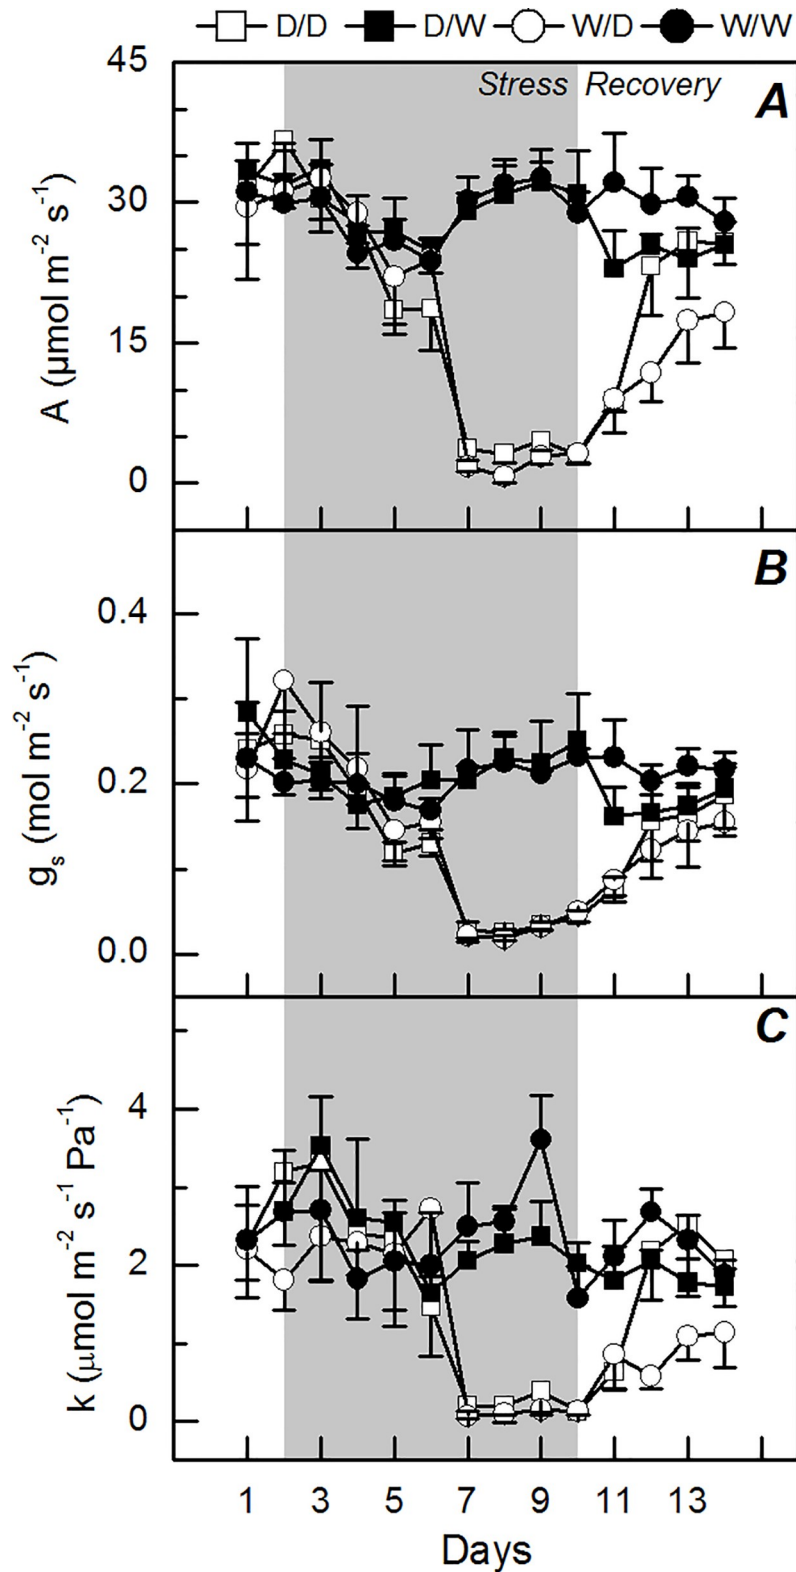 D/D D/W W/D W/W
Stress Recovery
A
45
30
15
0
A (µmol m⁻² s⁻¹)
B
0.4
0.2
0.0
gₛ (mol m⁻² s⁻¹)
C
4
2
0
k (µmol m⁻² s⁻¹ Pa⁻¹)
1 3 5 7 9 11 13
Days